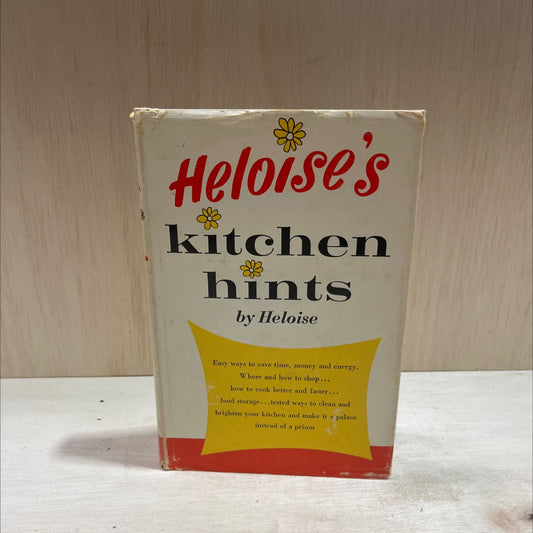 Heloise's
kitchen
hints
by Heloise
Easy ways to save time, money and energy.
Where and how to shop...
how to cook better and faster...
food storage...tested ways to clean and
brighten your kitchen and make it a palace
instead of a prison